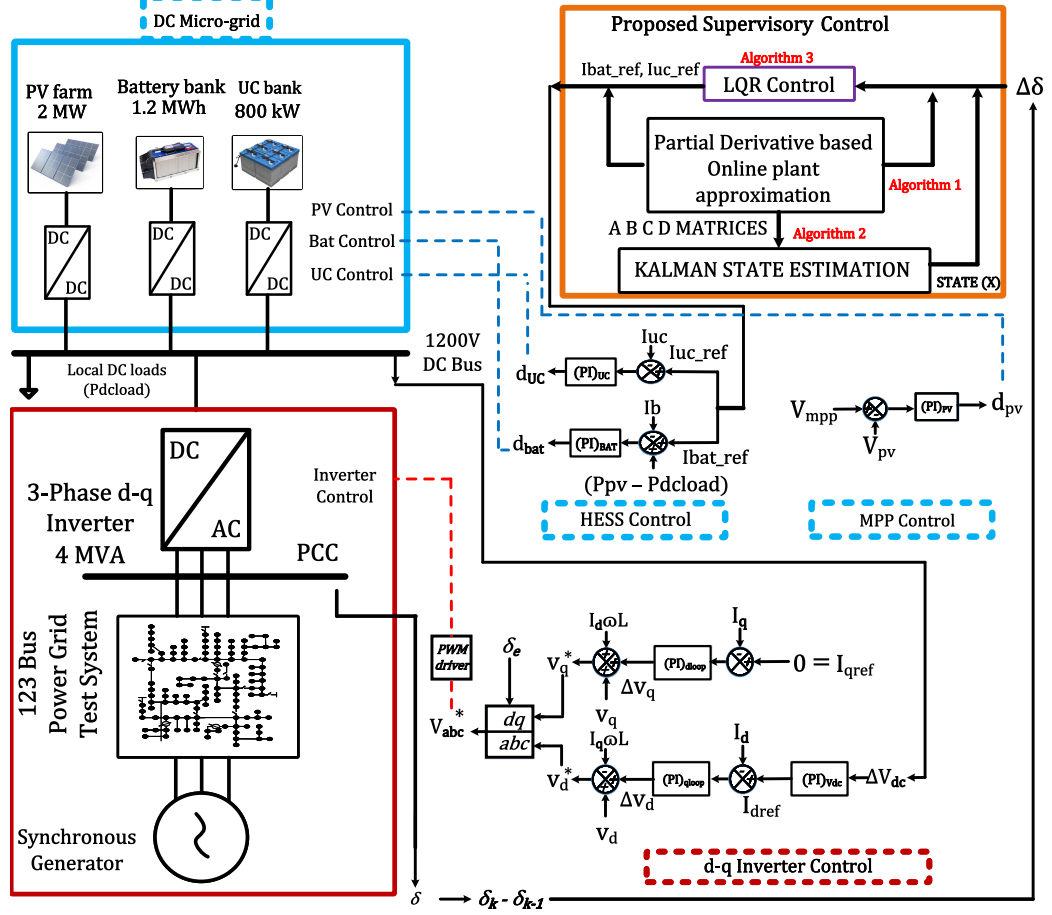 DC Micro-grid
PV farm
2 MW
Battery bank
1.2 MWh
UC bank
800 kW
DC
DC
DC
DC
DC
DC
PV Control
Bat Control
UC Control
1200V
DC Bus
Local DC loads
(Pdcload)
Proposed Supervisory Control
Algorithm 3
Ibat_ref, Iuc_ref
LQR Control
Δδ
Partial Derivative based
Online plant
approximation
Algorithm 1
A B C D MATRICES
Algorithm 2
KALMAN STATE ESTIMATION
STATE (X)
Iuc
Iuc_ref
dUC
(PI)UC
Ib
dbat
(PI)BAT
Ibat_ref
(Ppv – Pdcload)
HESS Control
Vmpp
(PI)PV
dpv
Vpv
MPP Control
DC
AC
3-Phase d-q
Inverter
4 MVA
Inverter
Control
PCC
123 Bus
Power Grid
Test System
Synchronous
Generator
PWM
driver
Vabc*
δe
dq
abc
IdωL
vq*
Δvq
vq
(PI)dloop
Iq
0 = Iqref
IqωL
vd*
Δvd
vd
(PI)qloop
Id
Idref
(PI)Vdc
ΔVdc
d-q Inverter Control
δ
δk - δk-1